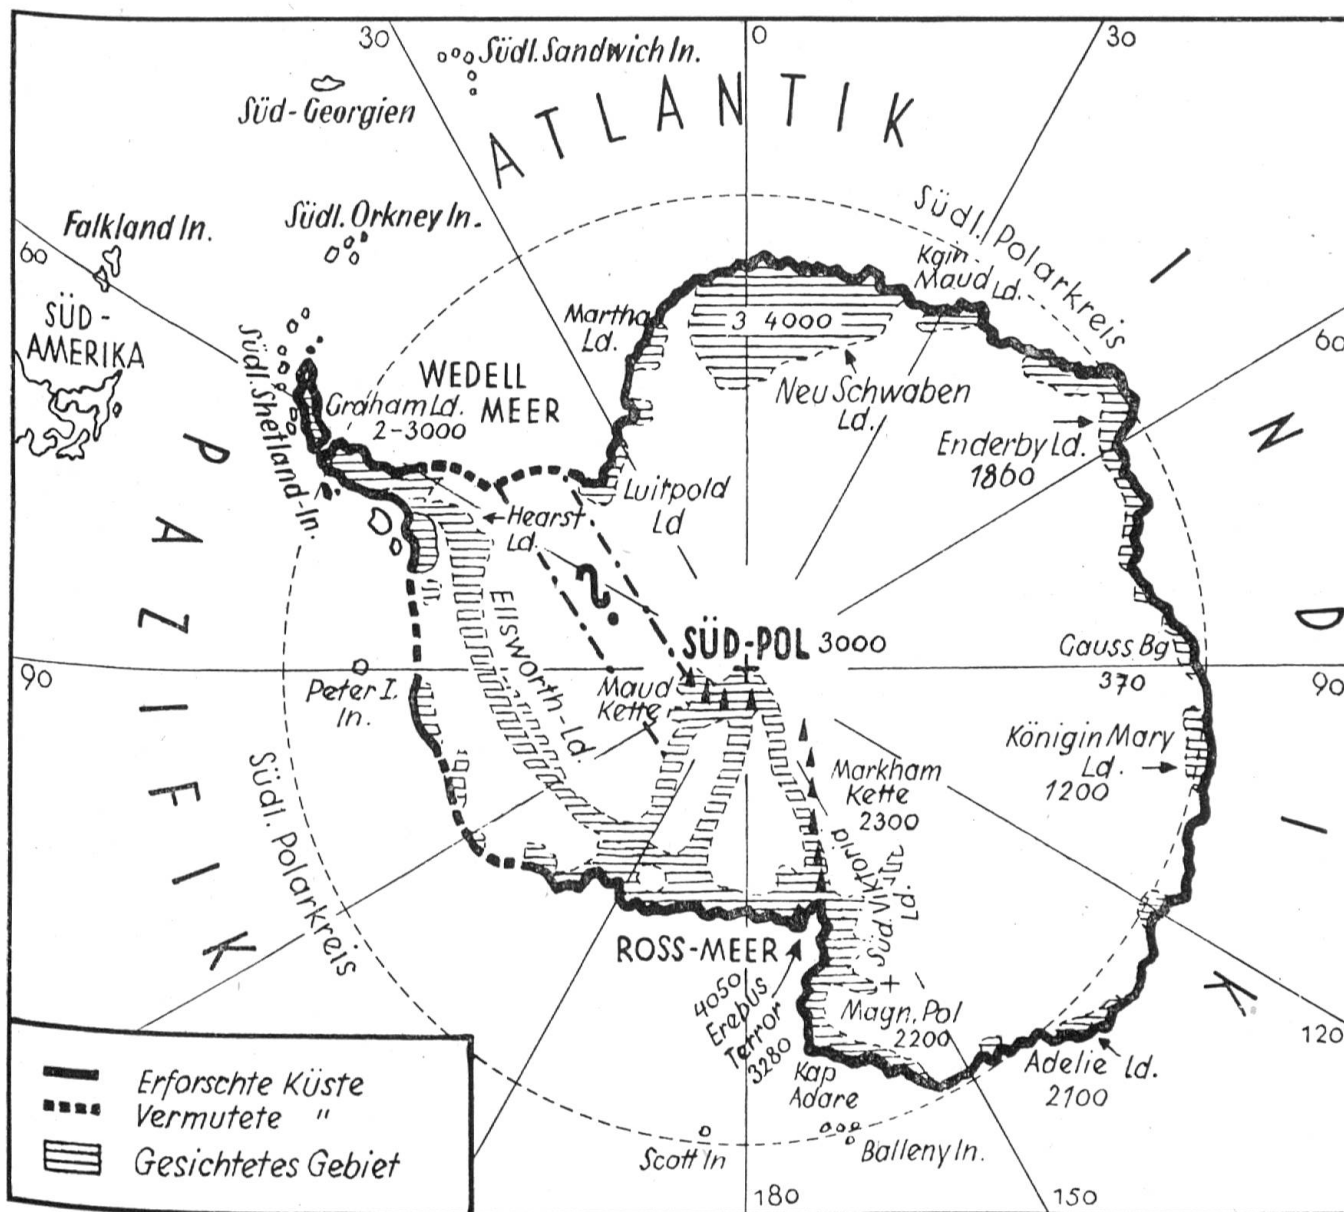 30
0
30
Südl. Sandwich In.
Süd-Georgien
ATLANTIK
Südl. Orkney In.
Falkland In.
60
SÜD-
AMERIKA
Südl. Shetland-In.
Südl. Polarkreis
Kgin
Maud Ld.
INDIK
60
Martha
Ld.
3 4000
WEDELL
MEER
Graham Ld.
2-3000
Neu Schwaben
Ld.
Enderby Ld.
1860
Luitpold
Ld
Hearst
Ld.
?
PAZIFIK
Ellsworth-Ld.
SÜD-POL 3000
Gauss Bg
370
90
90
Peter I.
In.
Maud
Kette
Königin Mary
Ld.
1200
Markham
Kette
2300
Süd Viktoria
Ld.
Südl. Polarkreis
ROSS-MEER
4050
Erebus
Terror
3280
Magn. Pol
2200
Kap
Adare
Adelie Ld.
2100
120
Erforschte Küste
Vermutete "
Gesichtetes Gebiet
Scott In
Balleny In.
180
150